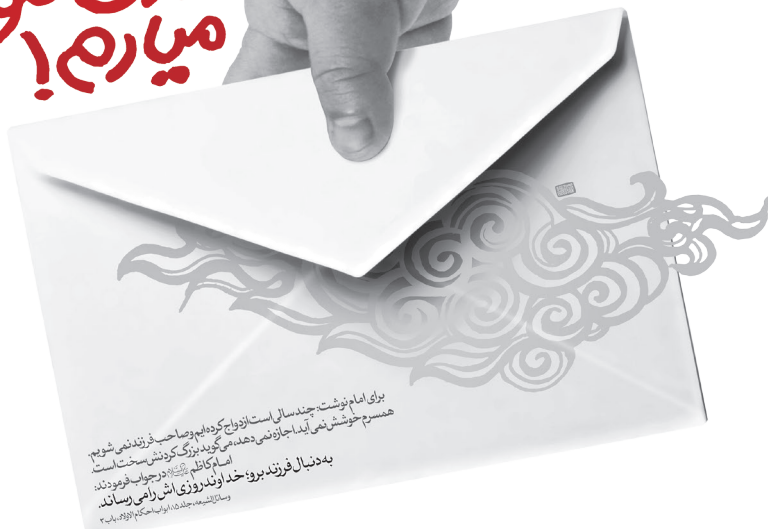 میارم!
برای امام نوشت: چند سالی است ازدواج کرده‌ایم و صاحب فرزند نمی‌شویم.
همسرم خوشش نمی‌آید. اجازه نمی‌دهد، می‌گوید بزرگ کردنش سخت است.
امام کاظم در جواب فرمودند:
به دنبال فرزند برو؛ خداوند روزی‌اش را می‌رساند.
وسائل‌الشیعه، جلد ۱۵، ابواب احکام الاولاد، باب ۳